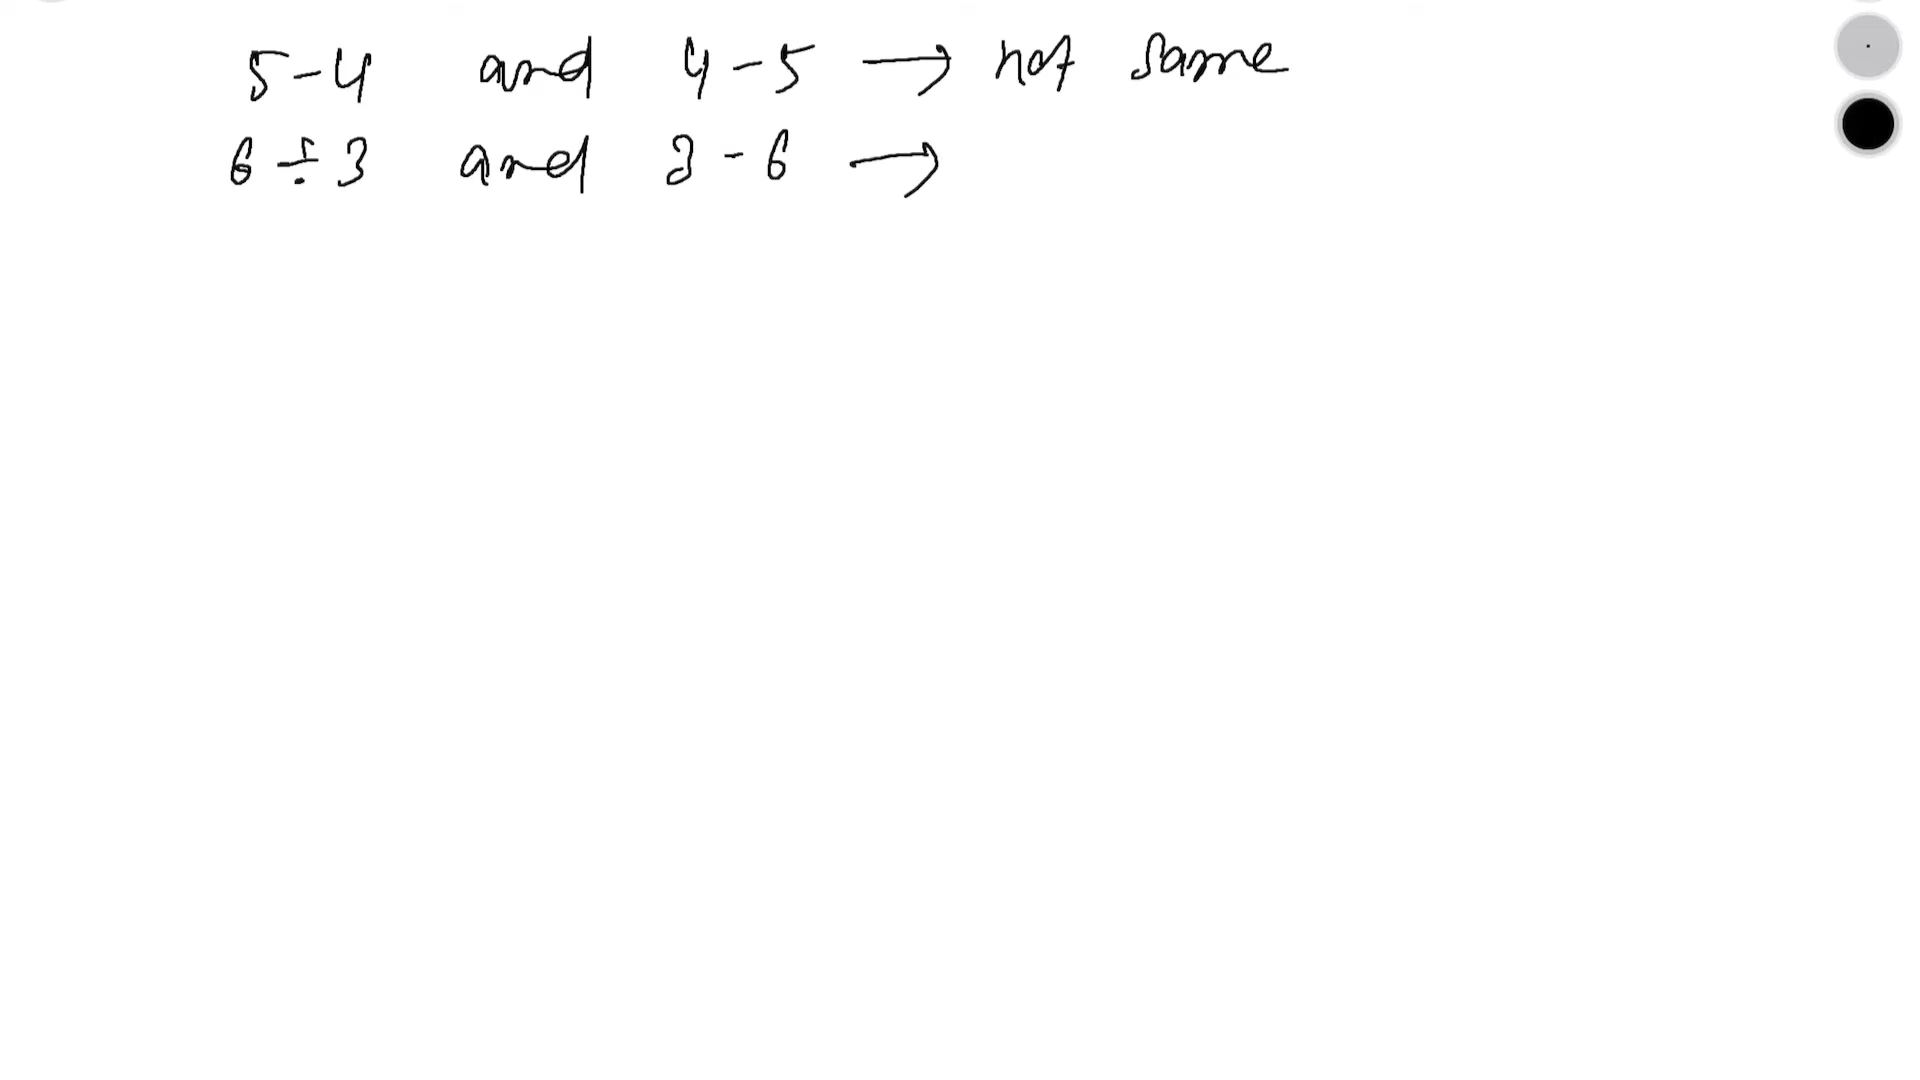 5-4 and 4-5 → not same
6÷3 and 3-6 →